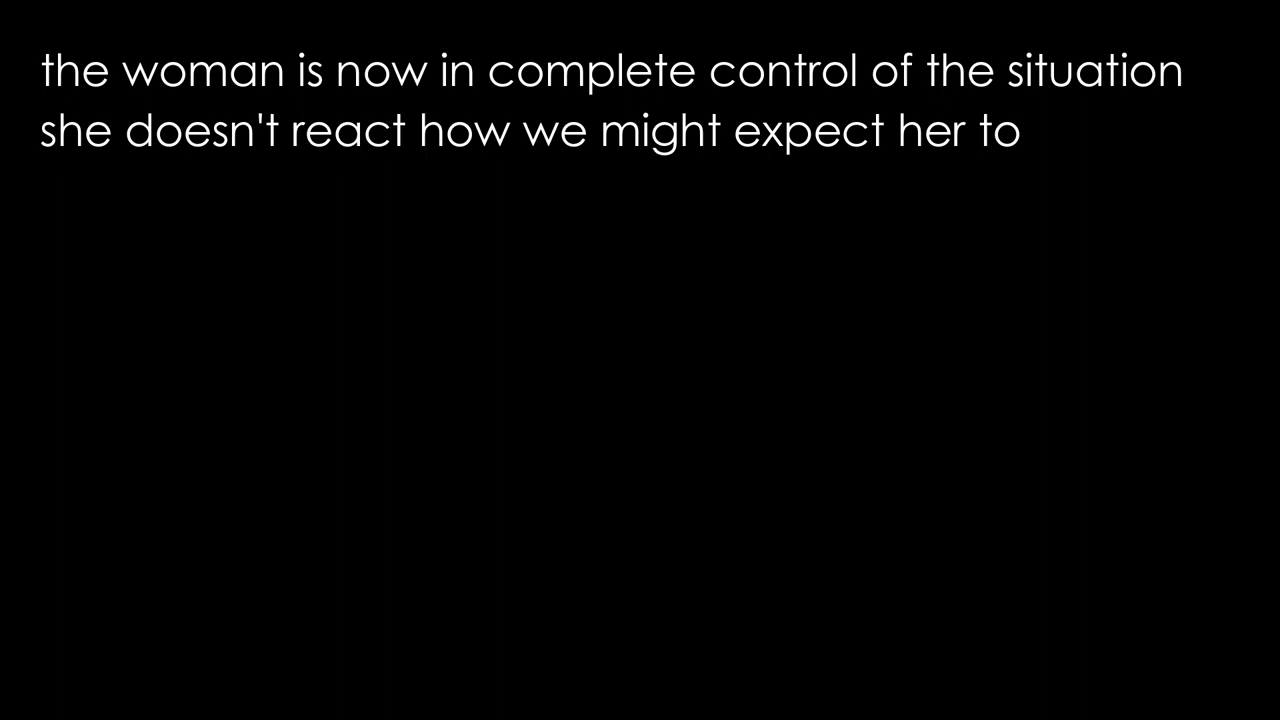 the woman is now in complete control of the situation
she doesn't react how we might expect her to